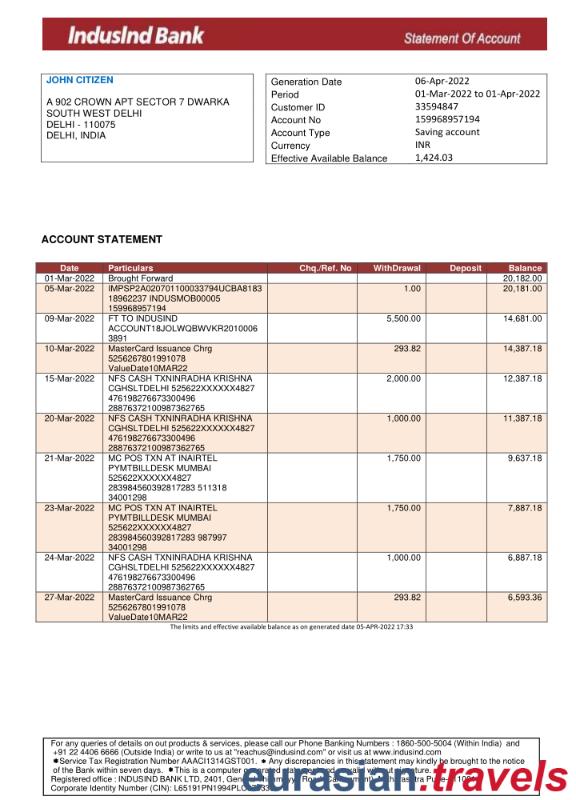 IndusInd Bank
Statement Of Account
JOHN CITIZEN
A 902 CROWN APT SECTOR 7 DWARKA
SOUTH WEST DELHI
DELHI - 110075
DELHI, INDIA
Generation Date 06-Apr-2022
Period 01-Mar-2022 to 01-Apr-2022
Customer ID 33594847
Account No 159968957194
Account Type Saving account
Currency INR
Effective Available Balance 1,424.03
ACCOUNT STATEMENT
Date Particulars Chq./Ref. No WithDrawal Deposit Balance
01-Mar-2022 Brought Forward 20,182.00
05-Mar-2022 IMPSP2A020701100033794UCBA8183 1.00 20,181.00
18962237 INDUSMOB00005
159968957194
09-Mar-2022 FT TO INDUSIND 5,500.00 14,681.00
ACCOUNT18JOLWQBWVKR2010006
3891
10-Mar-2022 MasterCard Issuance Chrg 293.82 14,387.18
5256267801991078
ValueDate10MAR22
15-Mar-2022 NFS CASH TXNINRADHA KRISHNA 2,000.00 12,387.18
CGHSLTDELHI 525622XXXXXX4827
476198276673300496
28876372100987362765
20-Mar-2022 NFS CASH TXNINRADHA KRISHNA 1,000.00 11,387.18
CGHSLTDELHI 525622XXXXXX4827
476198276673300496
28876372100987362765
21-Mar-2022 MC POS TXN AT INAIRTEL 1,750.00 9,637.18
PYMTBILLDESK MUMBAI
525622XXXXXX4827
283984560392817283 511318
34001298
23-Mar-2022 MC POS TXN AT INAIRTEL 1,750.00 7,887.18
PYMTBILLDESK MUMBAI
525622XXXXXX4827
283984560392817283 987997
34001298
24-Mar-2022 NFS CASH TXNINRADHA KRISHNA 1,000.00 6,887.18
CGHSLTDELHI 525622XXXXXX4827
476198276673300496
28876372100987362765
27-Mar-2022 MasterCard Issuance Chrg 293.82 6,593.36
5256267801991078
ValueDate10MAR22
The limits and effective available balance as on generated date 05-APR-2022 17:33
For any queries of details on out products & services, please call our Phone Banking Numbers : 1860-500-5004 (Within India) and
+91 22 4406 6666 (Outside India) or write to us at "reachus@indusind.com" or visit us at www.indusind.com
Service Tax Registration Number AAACI1314GST001. Any discrepancies in this statement may kindly be brought to the notice
of the Bank within seven days. This is a computer
Registered office : INDUSIND BANK LTD, 2401,
Corporate Identity Number (CIN):
eurasian.travels